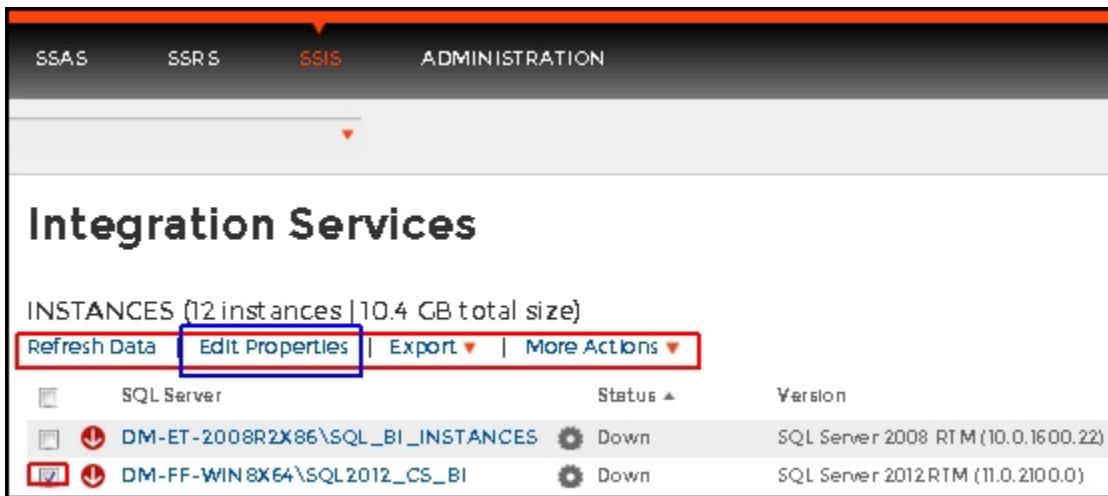 SSAS SSRS SSIS ADMINISTRATION
Integration Services
INSTANCES (12 instances | 10.4 GB total size)
Refresh Data | Edit Properties | Export | More Actions
SQL Server Status Version
DM-ET-2008R2X86\SQL_BI_INSTANCES Down SQL Server 2008 RTM (10.0.1600.22)
DM-FF-WIN8X64\SQL2012_CS_BI Down SQL Server 2012 RTM (11.0.2100.0)